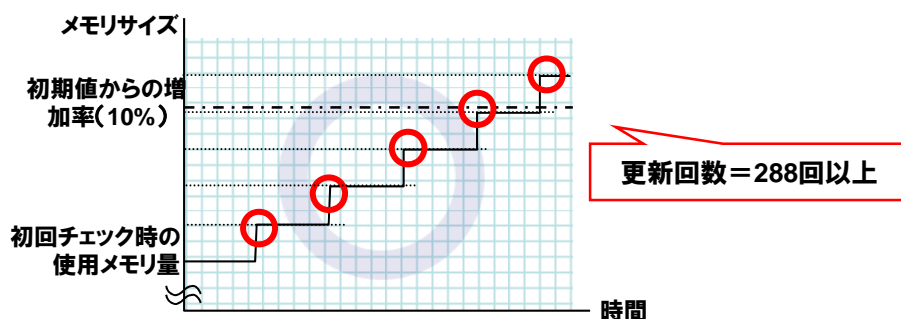 メモリサイズ
初期値からの増
加率（10%）
更新回数＝288回以上
初回チェック時の
使用メモリ量
時間